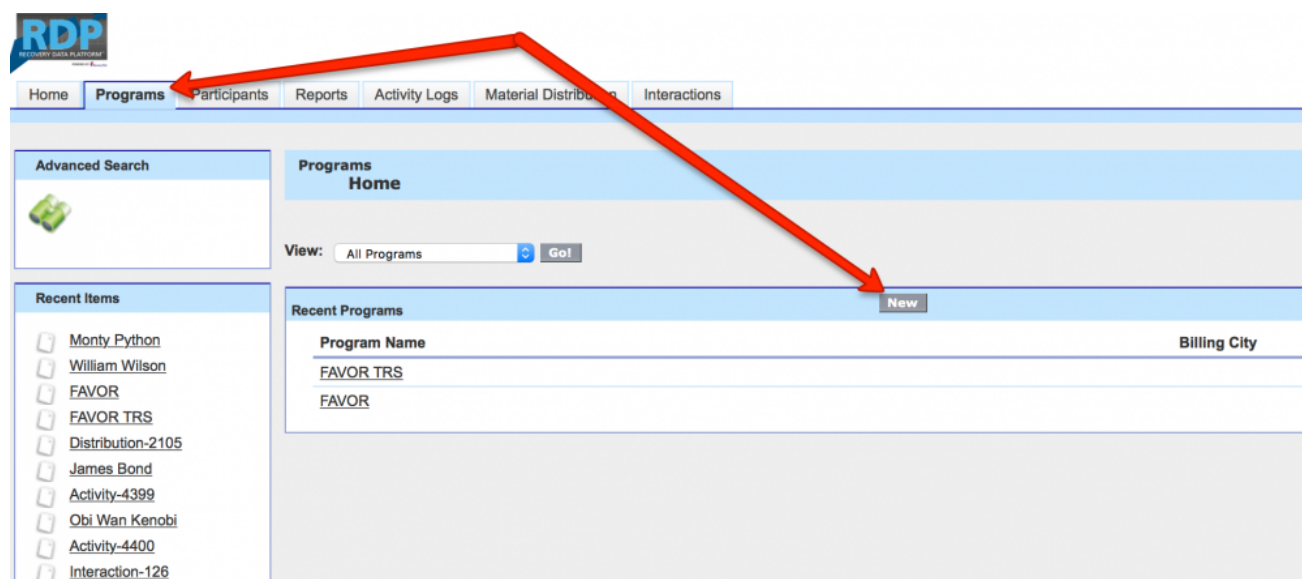 RDP
RECOVERY DATA PLATFORM
Home Programs Participants Reports Activity Logs Material Distribution Interactions
Advanced Search
Programs
Home
View: All Programs Go!
Recent Items
Monty Python
William Wilson
FAVOR
FAVOR TRS
Distribution-2105
James Bond
Activity-4399
Obi Wan Kenobi
Activity-4400
Interaction-126
Recent Programs New
Program Name Billing City
FAVOR TRS
FAVOR